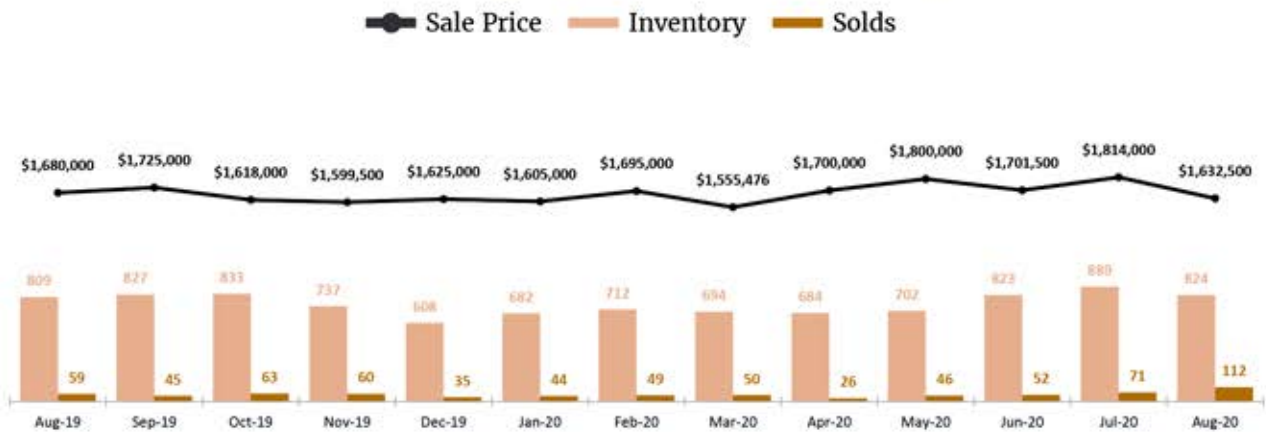 Sale Price Inventory Solds
$1,680,000 $1,725,000 $1,618,000 $1,599,500 $1,625,000 $1,605,000 $1,695,000 $1,555,476 $1,700,000 $1,800,000 $1,701,500 $1,814,000 $1,632,500
809 827 833 737 608 682 712 694 684 702 823 889 824
59 45 63 60 35 44 49 50 26 46 52 71 112
Aug-19 Sep-19 Oct-19 Nov-19 Dec-19 Jan-20 Feb-20 Mar-20 Apr-20 May-20 Jun-20 Jul-20 Aug-20